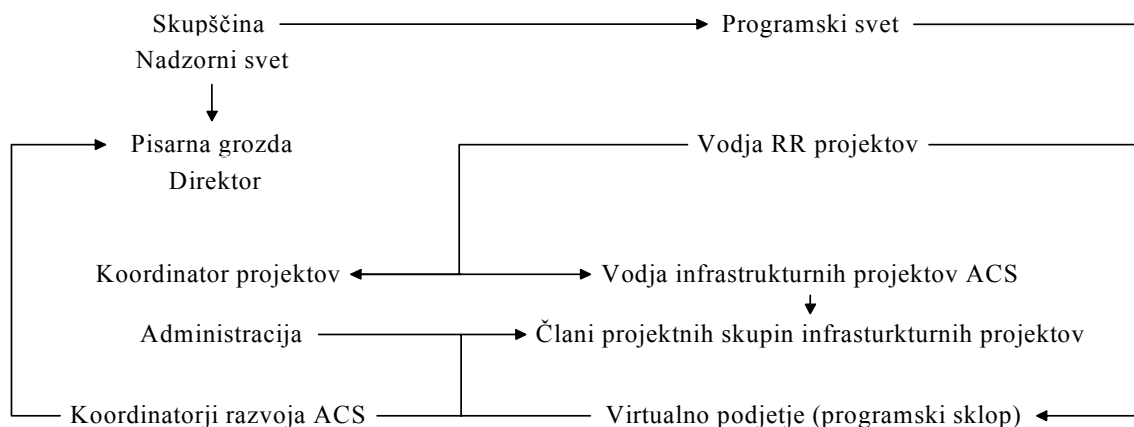 Skupščina
Programski svet
Nadzorni svet
Pisarna grozda
Vodja RR projektov
Direktor
Koordinator projektov
Vodja infrastrukturnih projektov ACS
Administracija
Člani projektnih skupin infrasturkturnih projektov
Koordinatorji razvoja ACS
Virtualno podjetje (programski sklop)